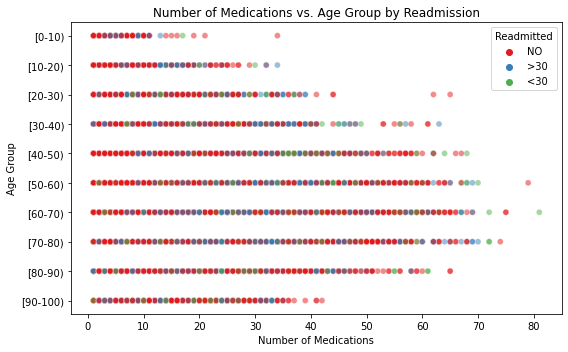 Number of Medications vs. Age Group by Readmission
Readmitted
NO
>30
<30
Age Group
[0-10)
[10-20)
[20-30)
[30-40)
[40-50)
[50-60)
[60-70)
[70-80)
[80-90)
[90-100)
0 10 20 30 40 50 60 70 80
Number of Medications